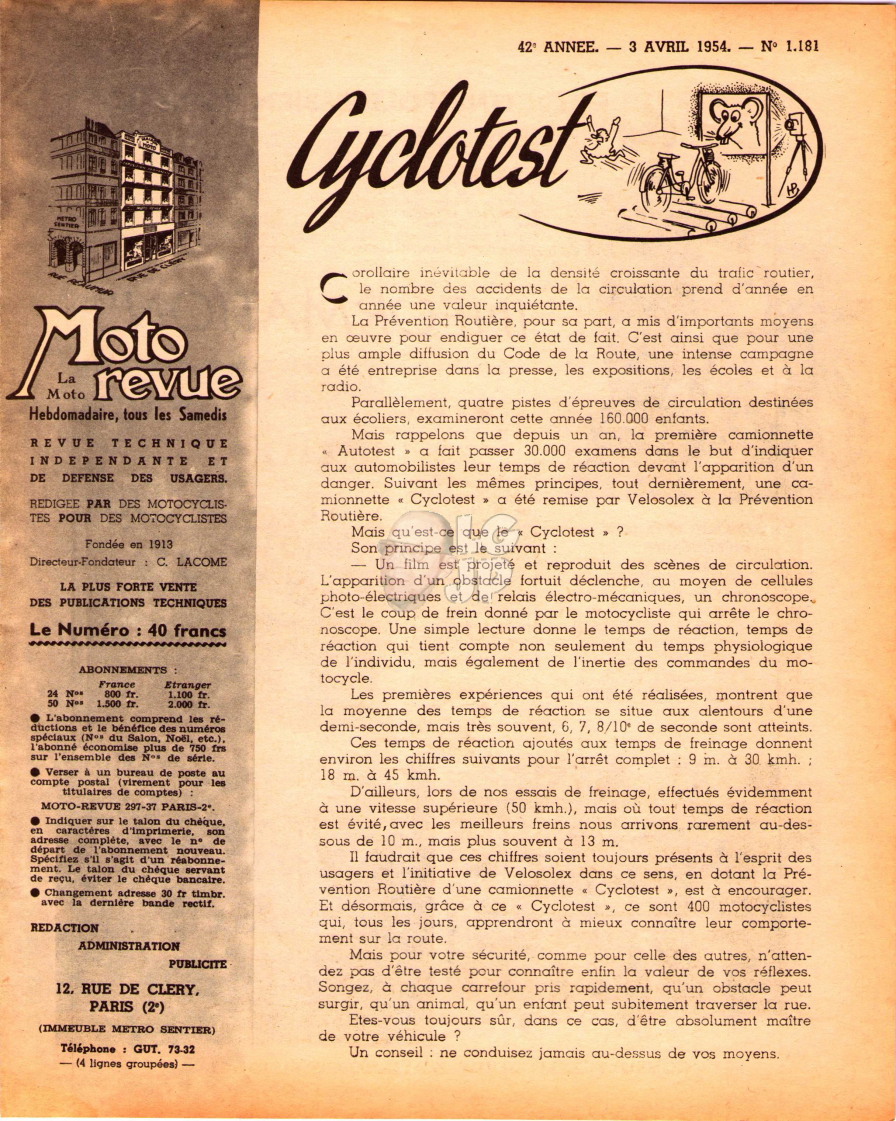 42e ANNEE. — 3 AVRIL 1954. — No 1.181
Cyclotest
HB
METRO
SENTIER
RUE REAUMUR
RUE DE CLERY
Moto
La
Moto revue
Hebdomadaire, tous les Samedis
REVUE TECHNIQUE
INDEPENDANTE ET
DE DEFENSE DES USAGERS.
REDIGEE PAR DES MOTOCYCLIS-
TES POUR DES MOTOCYCLISTES
Fondée en 1913
Directeur-Fondateur : C. LACOME
LA PLUS FORTE VENTE
DES PUBLICATIONS TECHNIQUES
Le Numéro : 40 francs
ABONNEMENTS :
France Etranger
24 Nos 800 fr. 1.100 fr.
50 Nos 1.500 fr. 2.000 fr.
● L'abonnement comprend les ré-
ductions et le bénéfice des numéros
spéciaux (Nos du Salon, Noël, etc.),
l'abonné économise plus de 750 frs
sur l'ensemble des Nos de série.
● Verser à un bureau de poste au
compte postal (virement pour les
titulaires de comptes) :
MOTO-REVUE 297-37 PARIS-2e.
● Indiquer sur le talon du chèque,
en caractères d'imprimerie, son
adresse complète, avec le no de
départ de l'abonnement nouveau.
Spécifiez s'il s'agit d'un réabonne-
ment. Le talon du chèque servant
de reçu, éviter le chèque bancaire.
● Changement adresse 30 fr timbr.
avec la dernière bande rectif.
REDACTION
ADMINISTRATION
PUBLICITE
12, RUE DE CLERY,
PARIS (2e)
(IMMEUBLE METRO SENTIER)
Téléphone : GUT. 73-32
— (4 lignes groupées) —
Corollaire inévitable de la densité croissante du trafic routier,
le nombre des accidents de la circulation prend d'année en
année une valeur inquiétante.
La Prévention Routière, pour sa part, a mis d'importants moyens
en œuvre pour endiguer ce état de fait. C'est ainsi que pour une
plus ample diffusion du Code de la Route, une intense campagne
a été entreprise dans la presse, les expositions, les écoles et à la
radio.
Parallèlement, quatre pistes d'épreuves de circulation destinées
aux écoliers, examineront cette année 160.000 enfants.
Mais rappelons que depuis un an, la première camionnette
« Autotest » a fait passer 30.000 examens dans le but d'indiquer
aux automobilistes leur temps de réaction devant l'apparition d'un
danger. Suivant les mêmes principes, tout dernièrement, une ca-
mionnette « Cyclotest » a été remise par Velosolex à la Prévention
Routière.
Mais qu'est-ce que le « Cyclotest » ?
Son principe est le suivant :
— Un film est projeté et reproduit des scènes de circulation.
L'apparition d'un obstacle fortuit déclenche, au moyen de cellules
photo-électriques et de relais électro-mécaniques, un chronoscope.
C'est le coup de frein donné par le motocycliste qui arrête le chro-
noscope. Une simple lecture donne le temps de réaction, temps de
réaction qui tient compte non seulement du temps physiologique
de l'individu, mais également de l'inertie des commandes du mo-
tocycle.
Les premières expériences qui ont été réalisées, montrent que
la moyenne des temps de réaction se situe aux alentours d'une
demi-seconde, mais très souvent, 6, 7, 8/10e de seconde sont atteints.
Ces temps de réaction ajoutés aux temps de freinage donnent
environ les chiffres suivants pour l'arrêt complet : 9 m. à 30 kmh. ;
18 m. à 45 kmh.
D'ailleurs, lors de nos essais de freinage, effectués évidemment
à une vitesse supérieure (50 kmh.), mais où tout temps de réaction
est évité, avec les meilleurs freins nous arrivons rarement au-des-
sous de 10 m., mais plus souvent à 13 m.
Il faudrait que ces chiffres soient toujours présents à l'esprit des
usagers et l'initiative de Velosolex dans ce sens, en dotant la Pré-
vention Routière d'une camionnette « Cyclotest », est à encourager.
Et désormais, grâce à ce « Cyclotest », ce sont 400 motocyclistes
qui, tous les jours, apprendront à mieux connaître leur comporte-
ment sur la route.
Mais pour votre sécurité, comme pour celle des autres, n'atten-
dez pas d'être testé pour connaître enfin la valeur de vos réflexes.
Songez, à chaque carrefour pris rapidement, qu'un obstacle peut
surgir, qu'un animal, qu'un enfant peut subitement traverser la rue.
Etes-vous toujours sûr, dans ce cas, d'être absolument maître
de votre véhicule ?
Un conseil : ne conduisez jamais au-dessus de vos moyens.